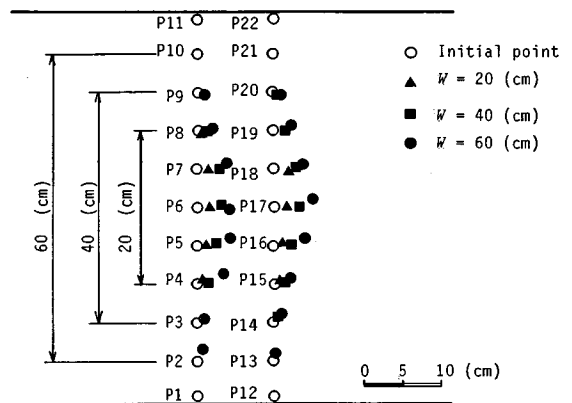 P11 P22
P10 P21 Initial point
P9 P20 W = 20 (cm)
P8 P19 W = 40 (cm)
P7 P18 W = 60 (cm)
P6 P17
60 (cm) 40 (cm) 20 (cm)
P5 P16
P4 P15
P3 P14
P2 P13
0 5 10 (cm)
P1 P12